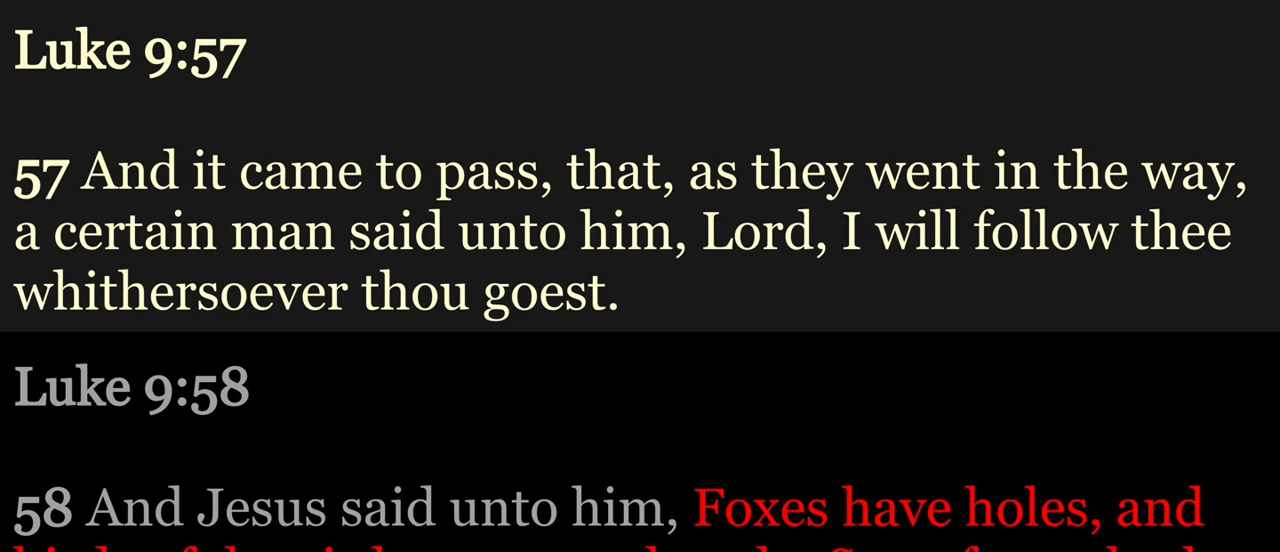 Luke 9:57
57 And it came to pass, that, as they went in the way,
a certain man said unto him, Lord, I will follow thee
whithersoever thou goest.
Luke 9:58
58 And Jesus said unto him, Foxes have holes, and